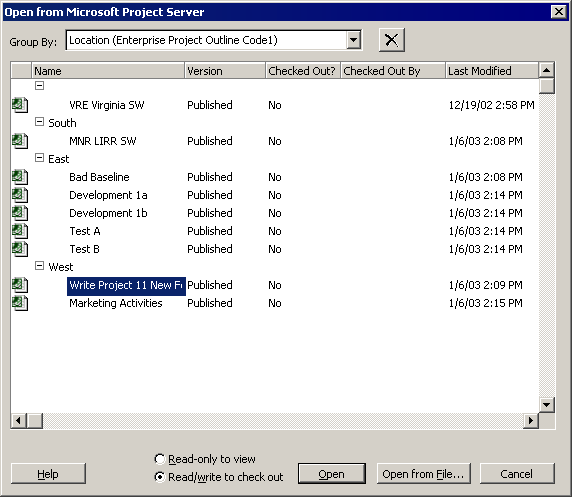 Open from Microsoft Project Server
Group By: Location (Enterprise Project Outline Code1)
Name Version Checked Out? Checked Out By Last Modified
VRE Virginia SW Published No 12/19/02 2:58 PM
South
MNR LIRR SW Published No 1/6/03 2:08 PM
East
Bad Baseline Published No 1/6/03 2:08 PM
Development 1a Published No 1/6/03 2:14 PM
Development 1b Published No 1/6/03 2:14 PM
Test A Published No 1/6/03 2:14 PM
Test B Published No 1/6/03 2:14 PM
West
Write Project 11 New Fe Published No 1/6/03 2:09 PM
Marketing Activities Published No 1/6/03 2:15 PM
Read-only to view
Read/write to check out
Help Open Open from File... Cancel